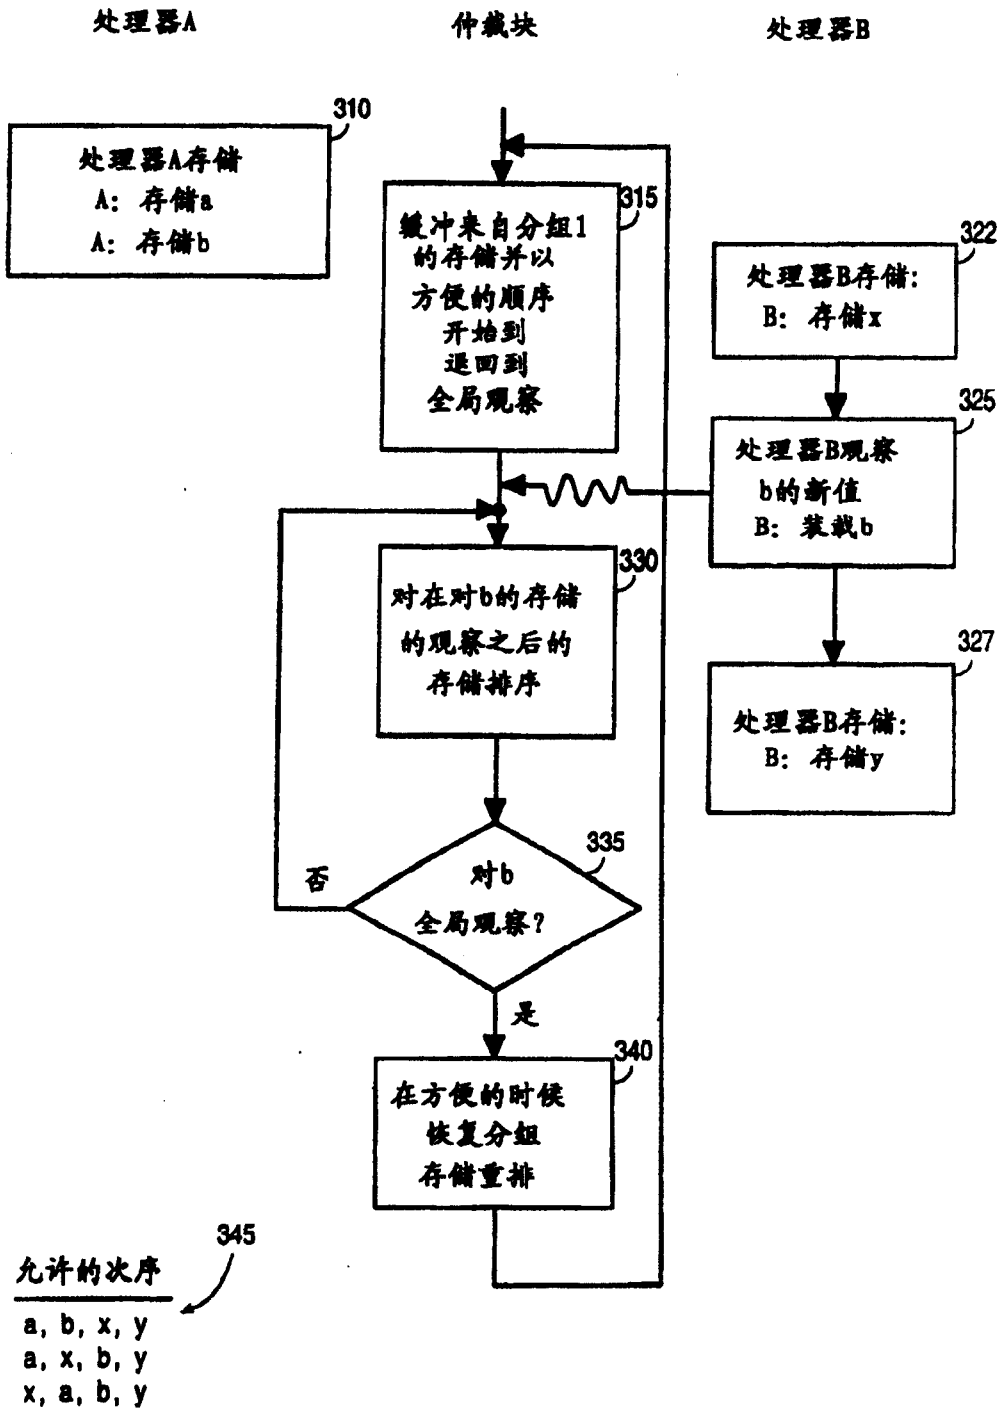 处理器A
仲裁块
处理器B
310
处理器A存储
A: 存储a
A: 存储b
315
缓冲来自分组1
的存储并以
方便的顺序
开始到
退回到
全局观察
322
处理器B存储:
B: 存储x
325
处理器B观察
b的新值
B: 装载b
330
对在对b的存储
的观察之后的
存储排序
327
处理器B存储:
B: 存储y
335
对b
全局观察?
否
是
340
在方便的时候
恢复分组
存储重排
345
允许的次序
a, b, x, y
a, x, b, y
x, a, b, y